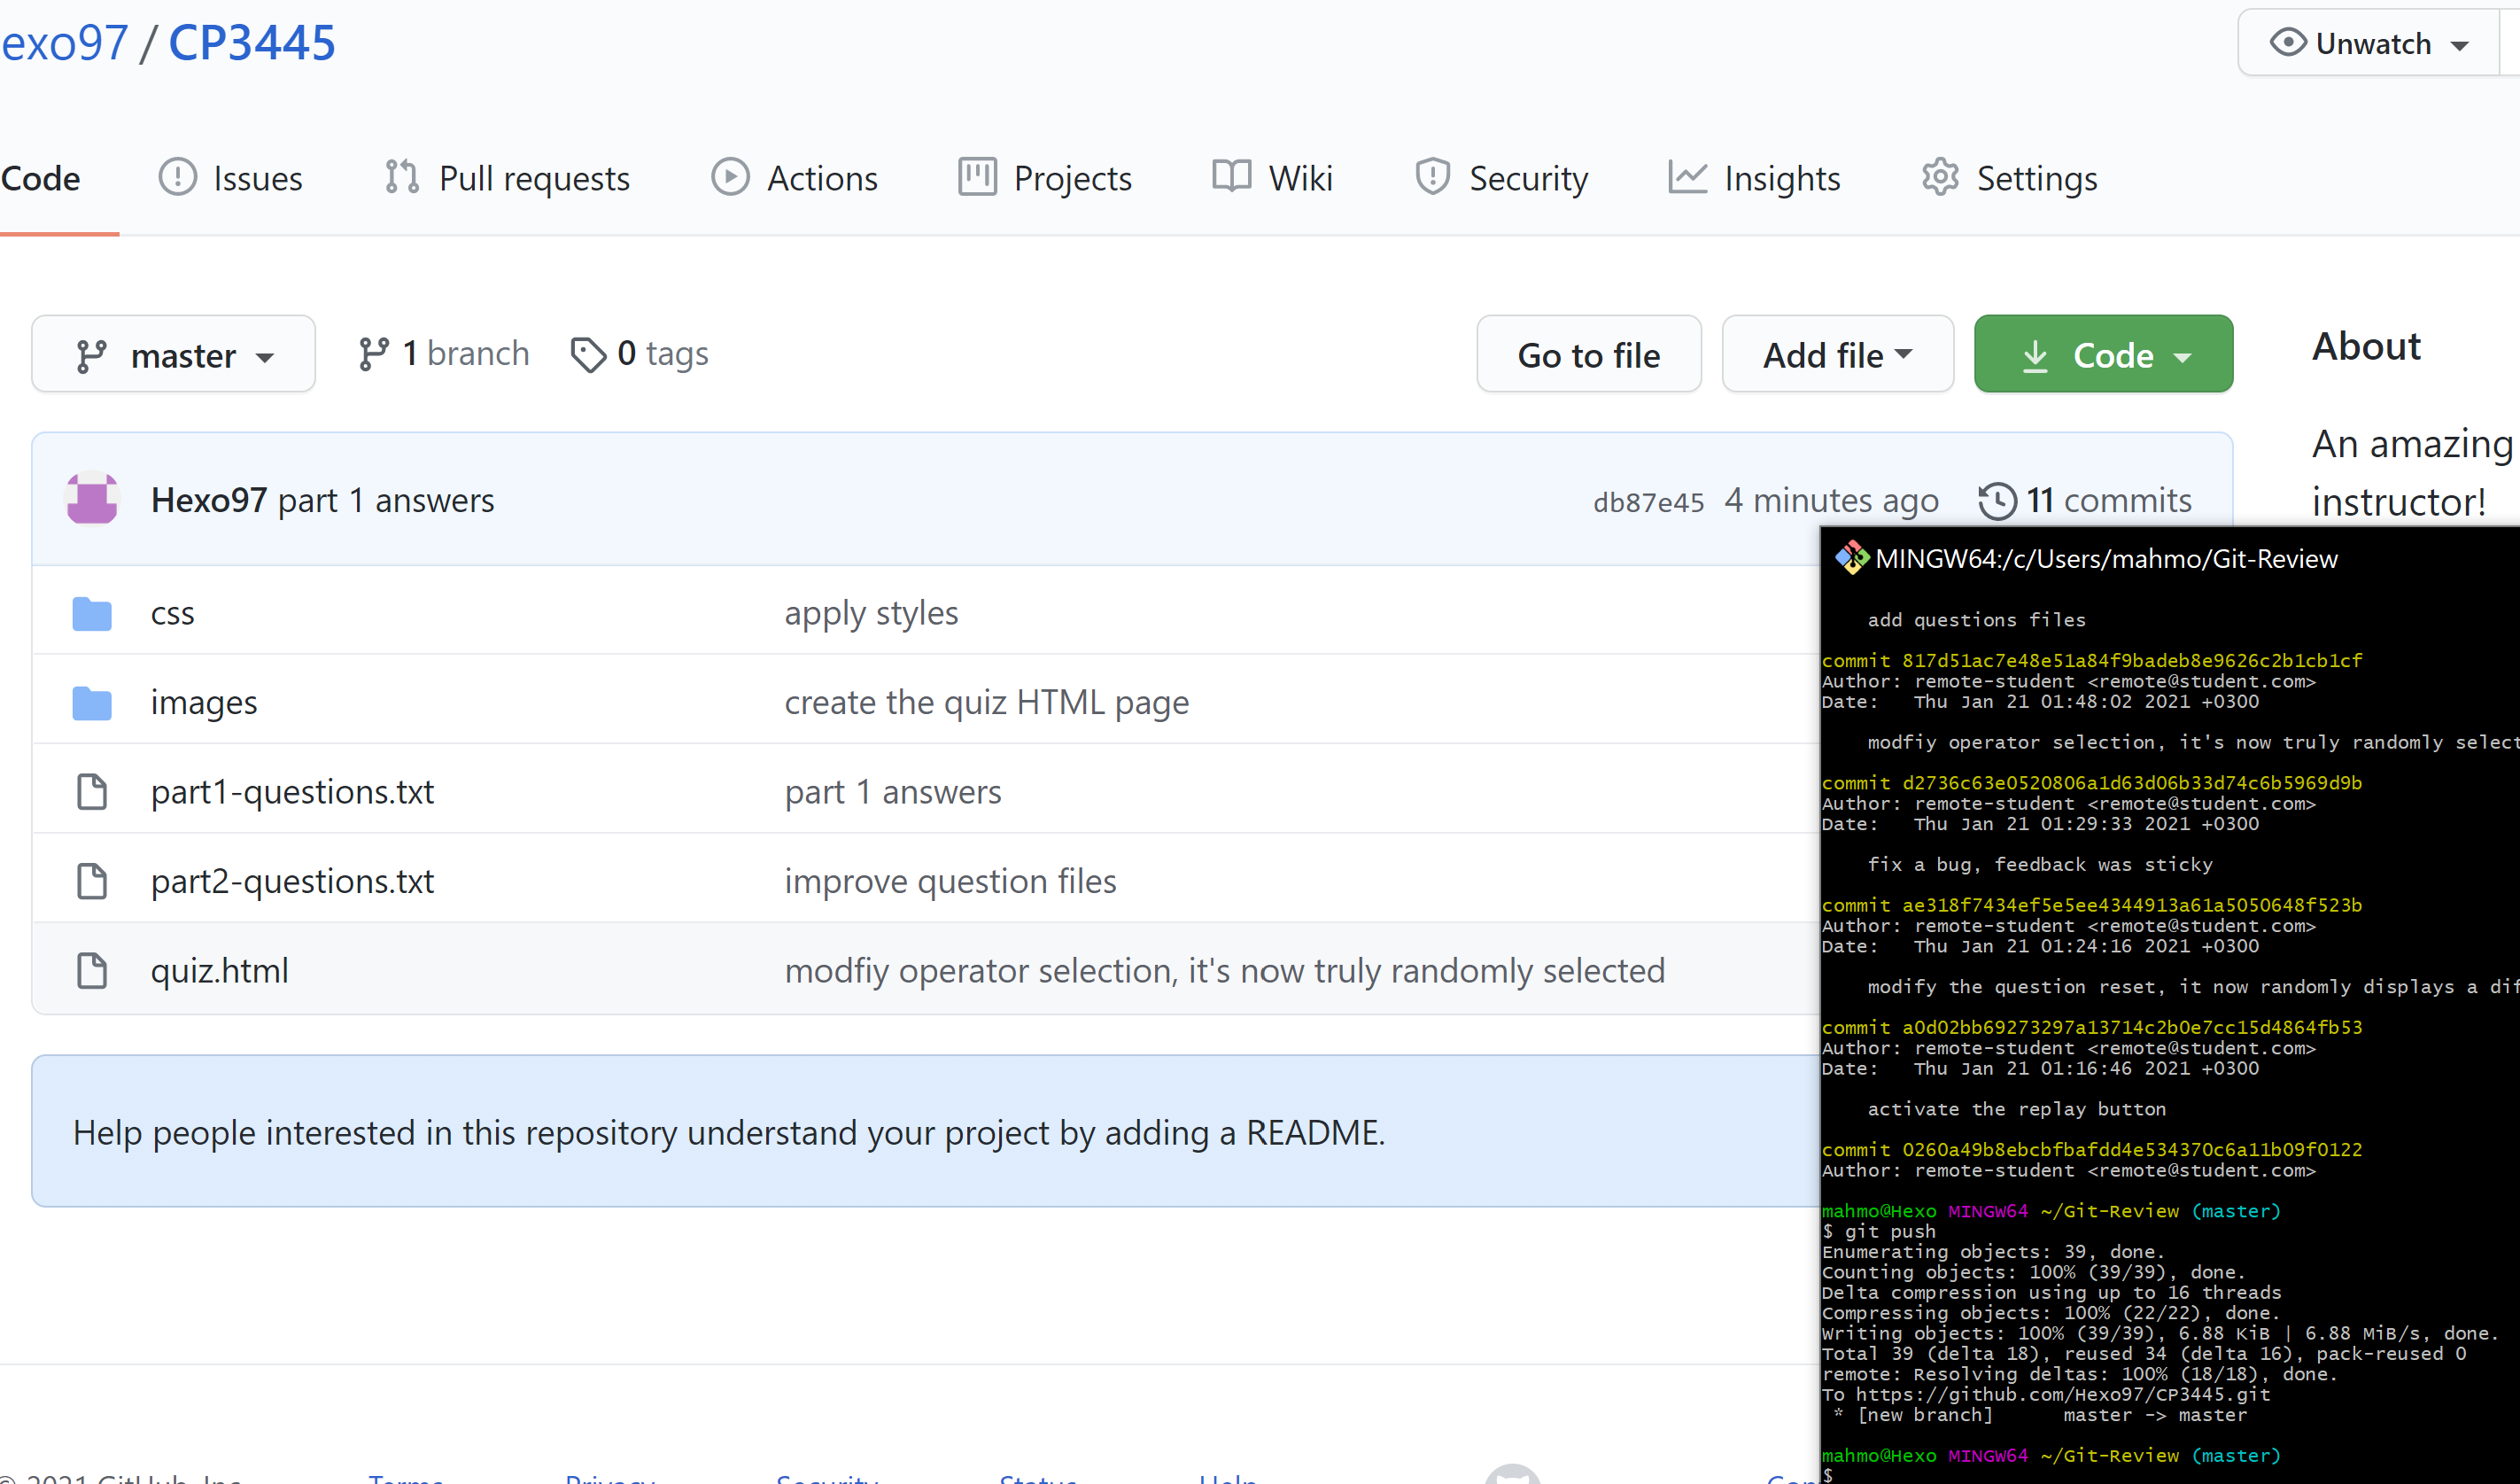 exo97 / CP3445
Unwatch
Code Issues Pull requests Actions Projects Wiki Security Insights Settings
master 1 branch 0 tags Go to file Add file Code
About
An amazing
instructor!
Hexo97 part 1 answers db87e45 4 minutes ago 11 commits
css apply styles
images create the quiz HTML page
part1-questions.txt part 1 answers
part2-questions.txt improve question files
quiz.html modfiy operator selection, it's now truly randomly selected
Help people interested in this repository understand your project by adding a README.
MINGW64:/c/Users/mahmo/Git-Review
add questions files
commit 817d51ac7e48e51a84f9badeb8e9626c2b1cb1cf
Author: remote-student <remote@student.com>
Date: Thu Jan 21 01:48:02 2021 +0300
modfiy operator selection, it's now truly randomly select
commit d2736c63e0520806a1d63d06b33d74c6b5969d9b
Author: remote-student <remote@student.com>
Date: Thu Jan 21 01:29:33 2021 +0300
fix a bug, feedback was sticky
commit ae318f7434ef5e5ee4344913a61a5050648f523b
Author: remote-student <remote@student.com>
Date: Thu Jan 21 01:24:16 2021 +0300
modify the question reset, it now randomly displays a dif
commit a0d02bb69273297a13714c2b0e7cc15d4864fb53
Author: remote-student <remote@student.com>
Date: Thu Jan 21 01:16:46 2021 +0300
activate the replay button
commit 0260a49b8ebcbfbafdd4e534370c6a11b09f0122
Author: remote-student <remote@student.com>
mahmo@Hexo MINGW64 ~/Git-Review (master)
$ git push
Enumerating objects: 39, done.
Counting objects: 100% (39/39), done.
Delta compression using up to 16 threads
Compressing objects: 100% (22/22), done.
Writing objects: 100% (39/39), 6.88 KiB | 6.88 MiB/s, done.
Total 39 (delta 18), reused 34 (delta 16), pack-reused 0
remote: Resolving deltas: 100% (18/18), done.
To https://github.com/Hexo97/CP3445.git
* [new branch] master -> master
mahmo@Hexo MINGW64 ~/Git-Review (master)
$
© 2021 GitHub, Inc. Terms Privacy Security Status Help